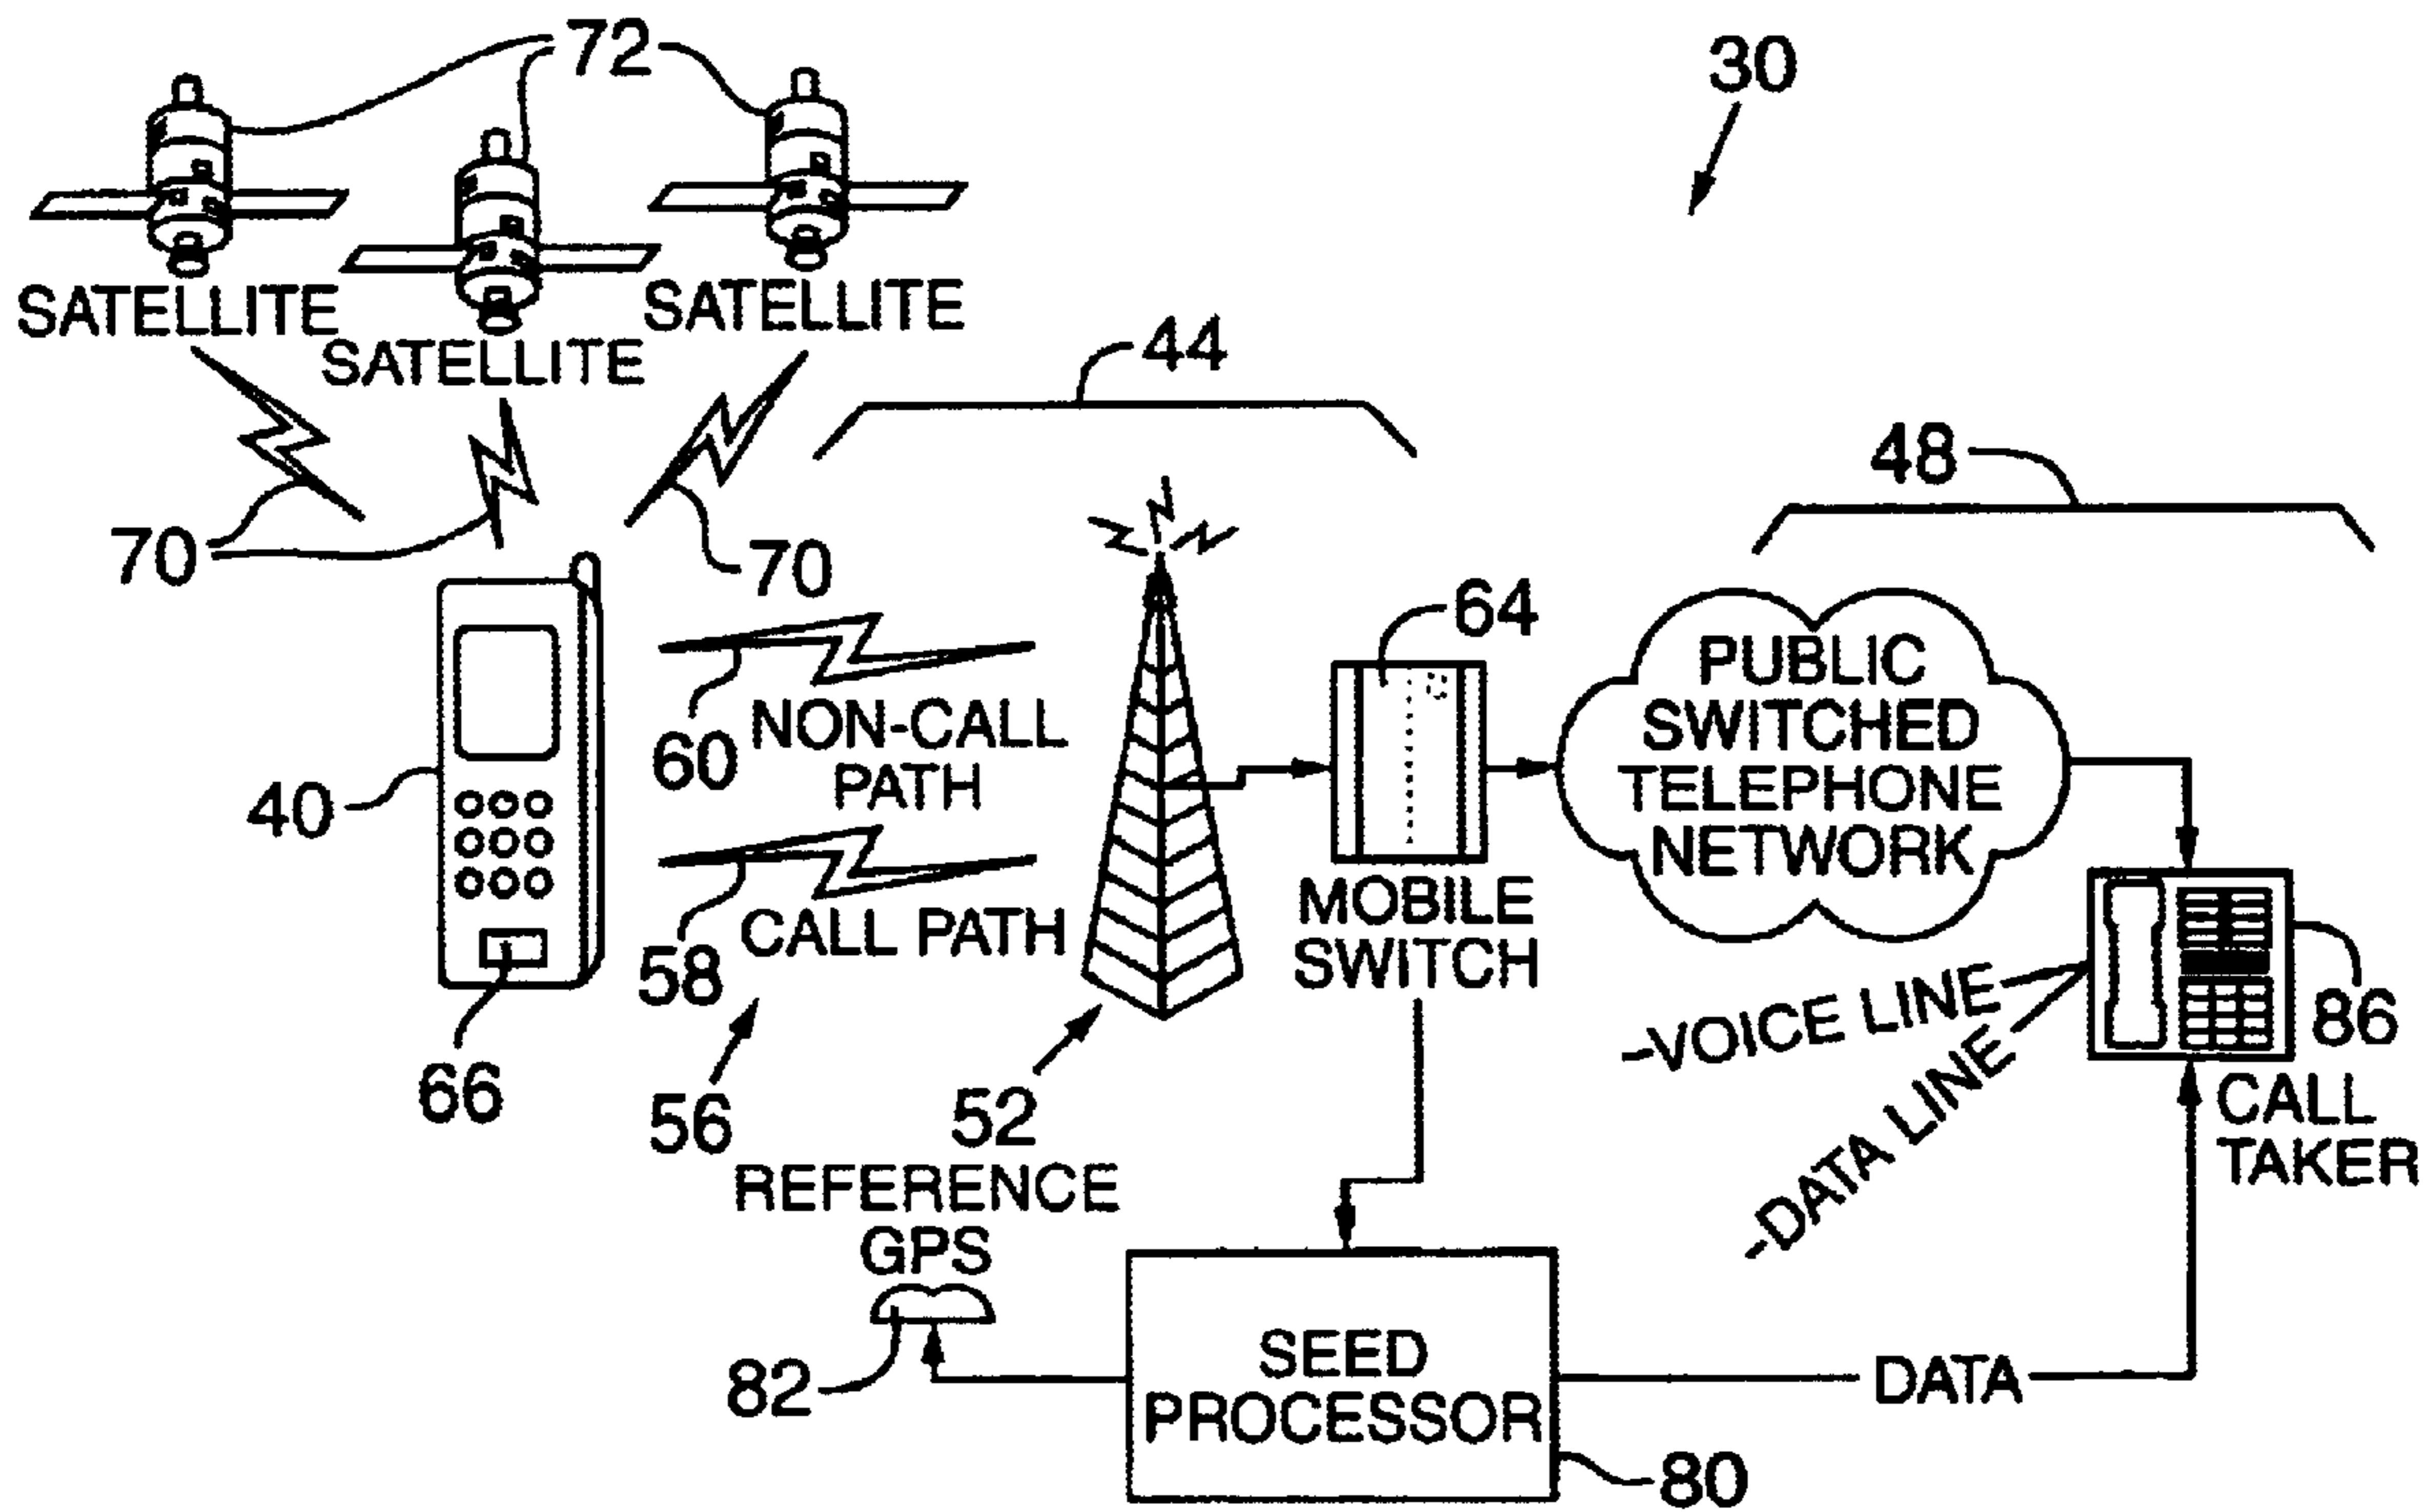 72
30
SATELLITE
SATELLITE
SATELLITE
44
48
70
70
64
60
NON-CALL
PATH
40
58
CALL PATH
MOBILE
SWITCH
PUBLIC
SWITCHED
TELEPHONE
NETWORK
-VOICE LINE
-DATA LINE
86
CALL
TAKER
66
56
52
REFERENCE
GPS
82
SEED
PROCESSOR
DATA
80